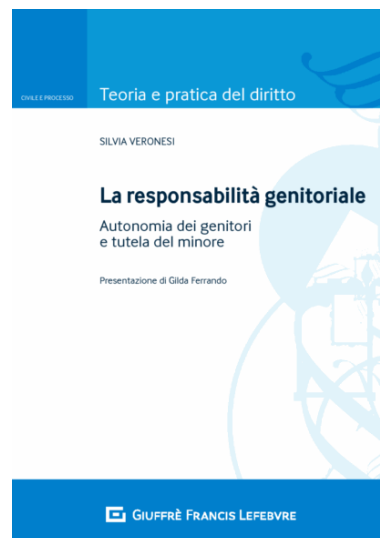 CIVILE E PROCESSO
Teoria e pratica del diritto
SILVIA VERONESI
La responsabilità genitoriale
Autonomia dei genitori
e tutela del minore
Presentazione di Gilda Ferrando
GIUFFRÈ FRANCIS LEFEBVRE